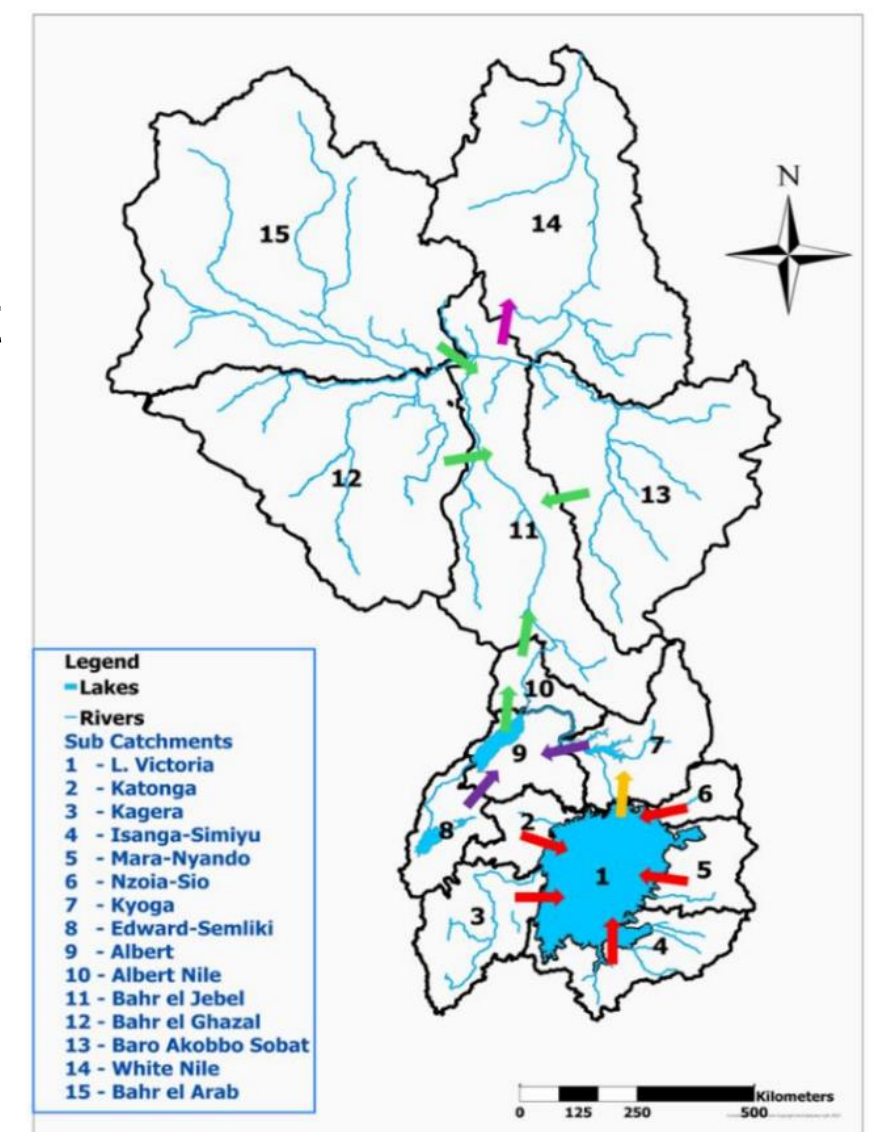 N
15
14
12
13
11
10
9
7
6
8
2
1
5
3
4
Legend
Lakes
Rivers
Sub Catchments
1 - L. Victoria
2 - Katonga
3 - Kagera
4 - Isanga-Simiyu
5 - Mara-Nyando
6 - Nzoia-Sio
7 - Kyoga
8 - Edward-Semliki
9 - Albert
10 - Albert Nile
11 - Bahr el Jebel
12 - Bahr el Ghazal
13 - Baro Akobbo Sobat
14 - White Nile
15 - Bahr el Arab
Kilometers
0 125 250 500